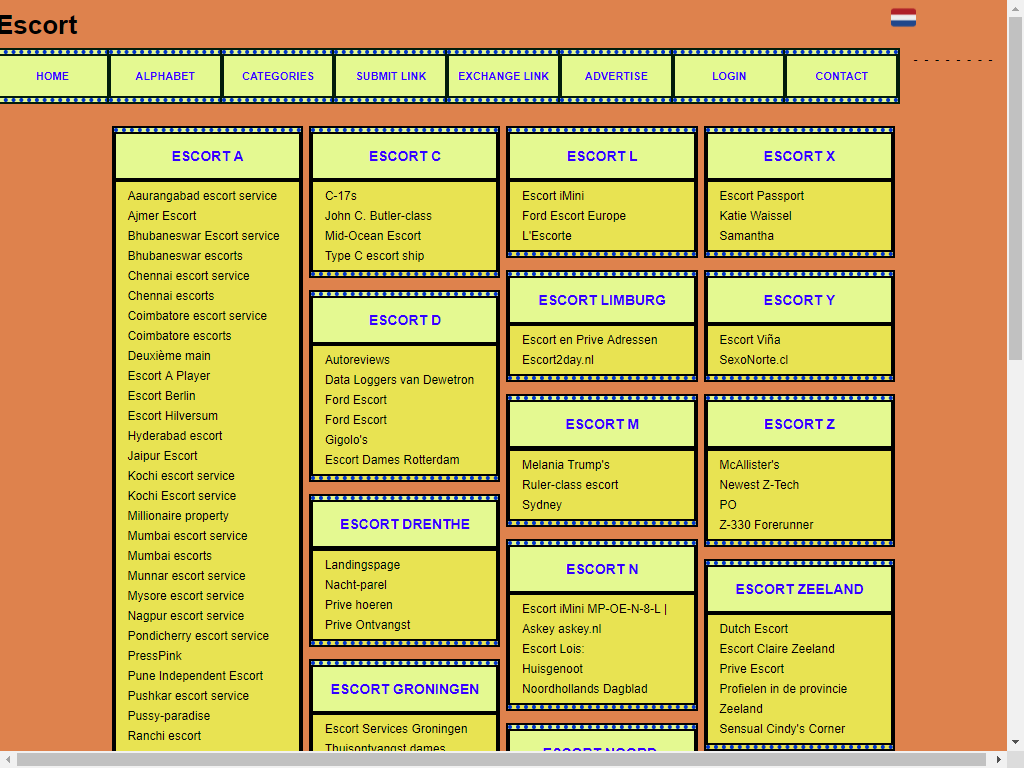 Escort
HOME
ALPHABET
CATEGORIES
SUBMIT LINK
EXCHANGE LINK
ADVERTISE
LOGIN
CONTACT
- - - - - - - -
ESCORT A
Aaurangabad escort service
Ajmer Escort
Bhubaneswar Escort service
Bhubaneswar escorts
Chennai escort service
Chennai escorts
Coimbatore escort service
Coimbatore escorts
Deuxième main
Escort A Player
Escort Berlin
Escort Hilversum
Hyderabad escort
Jaipur Escort
Kochi escort service
Kochi Escort service
Millionaire property
Mumbai escort service
Mumbai escorts
Munnar escort service
Mysore escort service
Nagpur escort service
Pondicherry escort service
PressPink
Pune Independent Escort
Pushkar escort service
Pussy-paradise
Ranchi escort
ESCORT C
C-17s
John C. Butler-class
Mid-Ocean Escort
Type C escort ship
ESCORT D
Autoreviews
Data Loggers van Dewetron
Ford Escort
Ford Escort
Gigolo's
Escort Dames Rotterdam
ESCORT DRENTHE
Landingspage
Nacht-parel
Prive hoeren
Prive Ontvangst
ESCORT GRONINGEN
Escort Services Groningen
Thuisontvangst dames
ESCORT L
Escort iMini
Ford Escort Europe
L'Escorte
ESCORT LIMBURG
Escort en Prive Adressen
Escort2day.nl
ESCORT M
Melania Trump's
Ruler-class escort
Sydney
ESCORT N
Escort iMini MP-OE-N-8-L |
Askey askey.nl
Escort Lois:
Huisgenoot
Noordhollands Dagblad
ESCORT NOORD
ESCORT X
Escort Passport
Katie Waissel
Samantha
ESCORT Y
Escort Viña
SexoNorte.cl
ESCORT Z
McAllister's
Newest Z-Tech
PO
Z-330 Forerunner
ESCORT ZEELAND
Dutch Escort
Escort Claire Zeeland
Prive Escort
Profielen in de provincie
Zeeland
Sensual Cindy's Corner